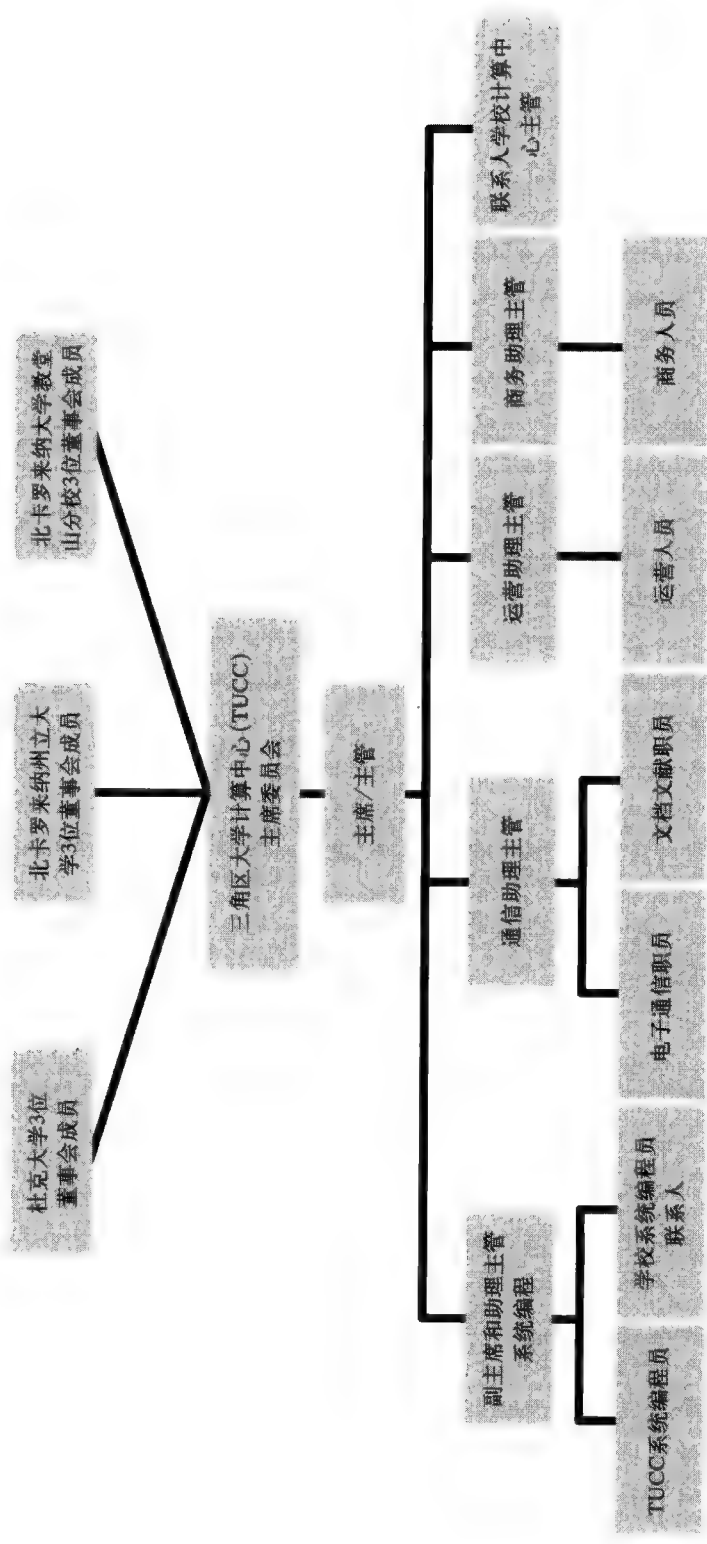 杜克大学3位
董事会成员
北卡罗来纳州立大
学3位董事会成员
北卡罗来纳大学教堂
山分校3位董事会成员
三角区大学计算中心(TUCC)
主席委员会
主席/主管
副主席和助理主管
系统编程
通信助理主管
运营助理主管
商务助理主管
联系人学校计算中
心主管
TUCC系统编程员
学校系统编程员
联系人
电子通信职员
文档文献职员
运营人员
商务人员